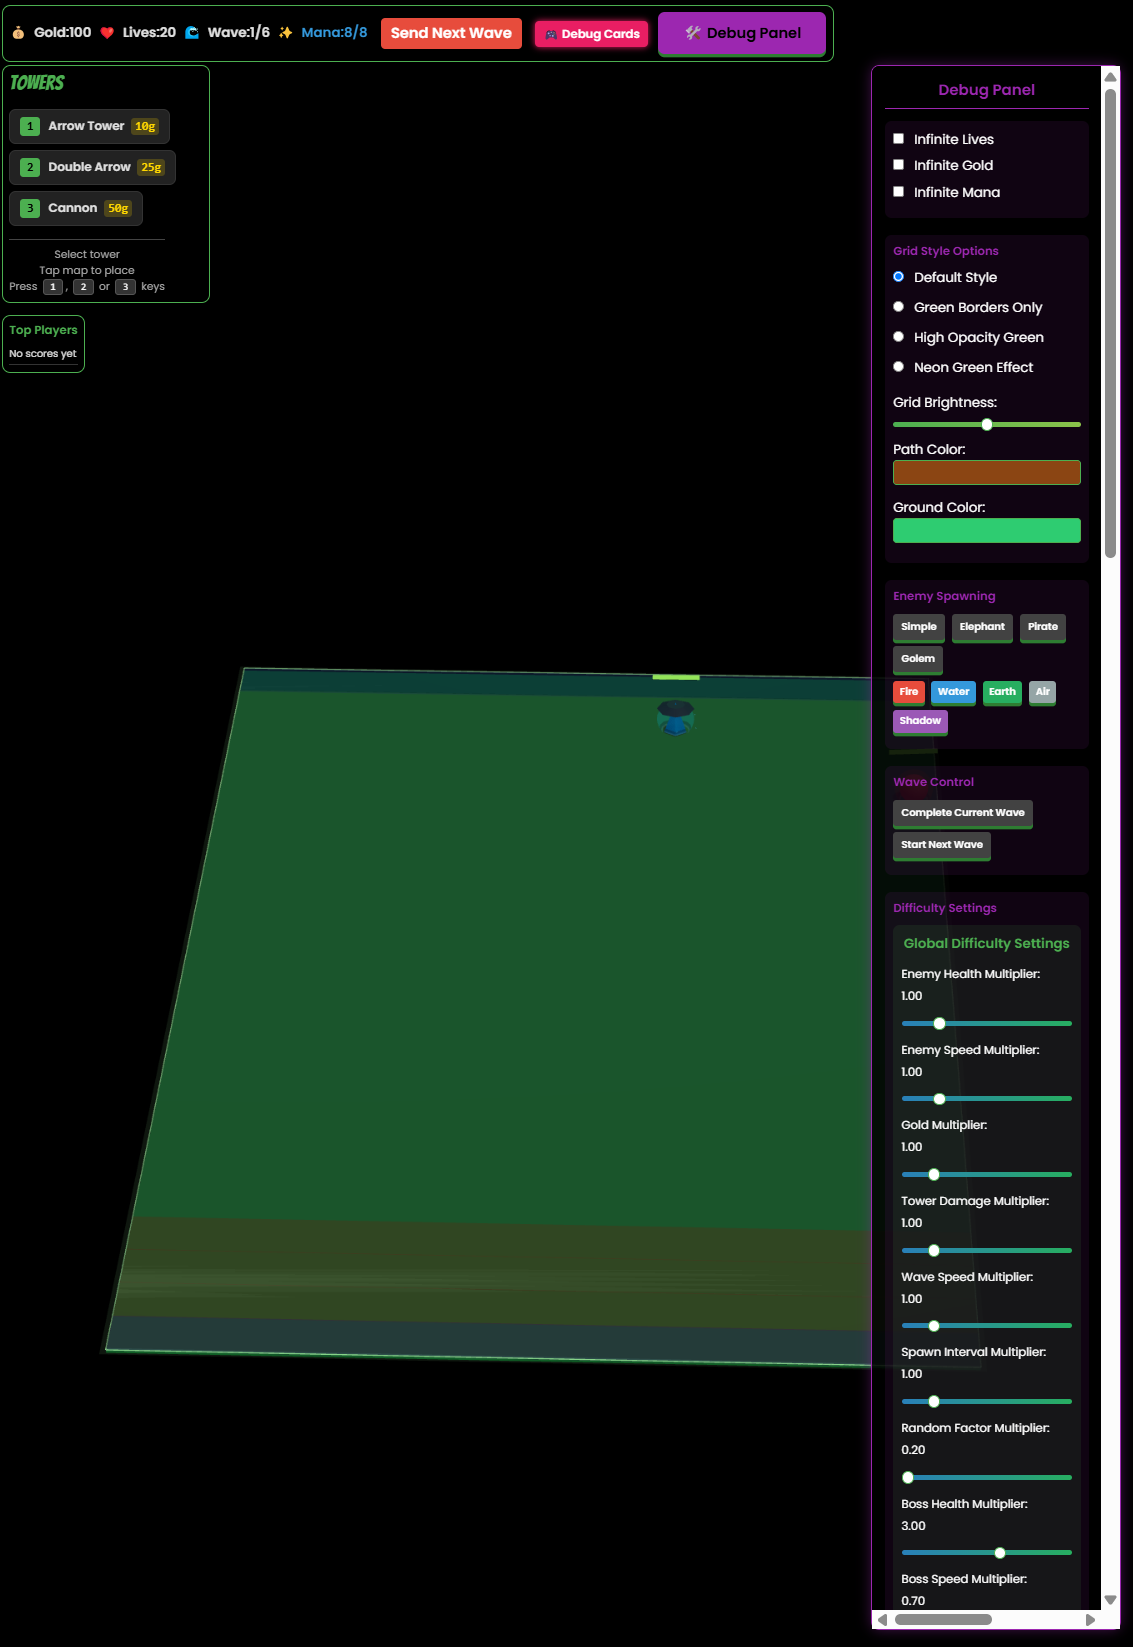 Gold:100 Lives:20 Wave:1/6 Mana:8/8 Send Next Wave Debug Cards Debug Panel
TOWERS
1 Arrow Tower 10g
2 Double Arrow 25g
3 Cannon 50g
Select tower
Tap map to place
Press 1, 2 or 3 keys
Top Players
No scores yet
Debug Panel
Infinite Lives
Infinite Gold
Infinite Mana
Grid Style Options
Default Style
Green Borders Only
High Opacity Green
Neon Green Effect
Grid Brightness:
Path Color:
Ground Color:
Enemy Spawning
Simple Elephant Pirate
Golem
Fire Water Earth Air
Shadow
Wave Control
Complete Current Wave
Start Next Wave
Difficulty Settings
Global Difficulty Settings
Enemy Health Multiplier:
1.00
Enemy Speed Multiplier:
1.00
Gold Multiplier:
1.00
Tower Damage Multiplier:
1.00
Wave Speed Multiplier:
1.00
Spawn Interval Multiplier:
1.00
Random Factor Multiplier:
0.20
Boss Health Multiplier:
3.00
Boss Speed Multiplier:
0.70